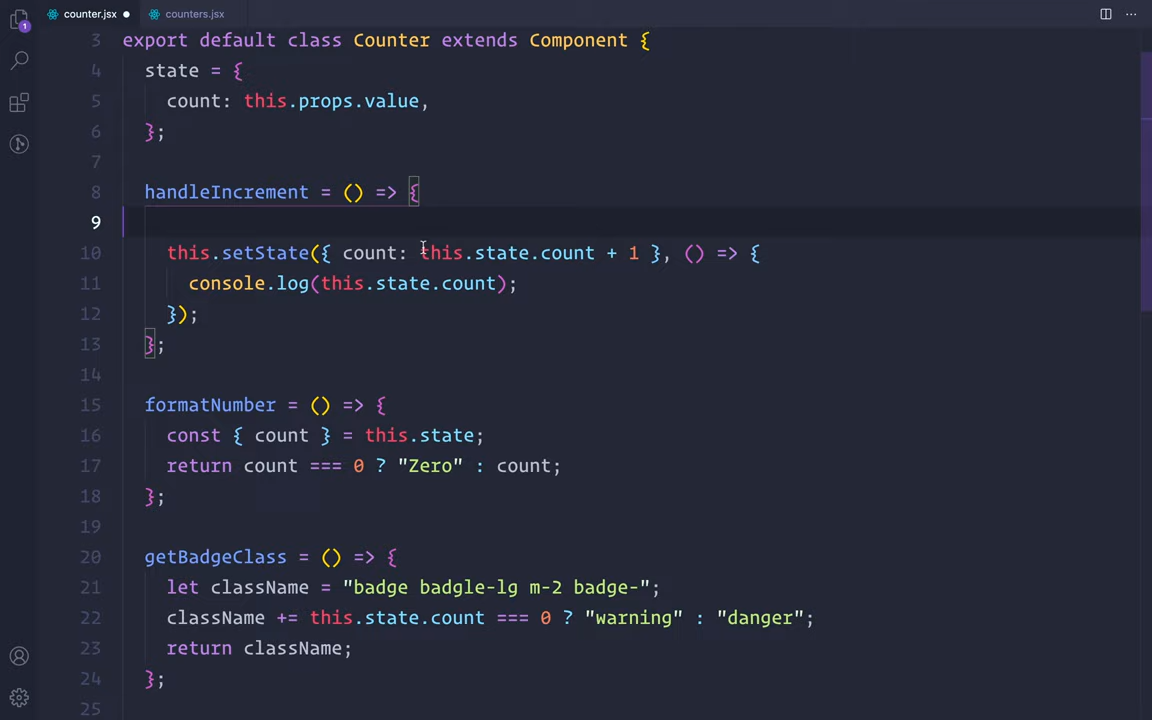 counter.jsx
counters.jsx
1
3 export default class Counter extends Component {
4 state = {
5 count: this.props.value,
6 };
7
8 handleIncrement = () => {
9
10 this.setState({ count: this.state.count + 1 }, () => {
11 console.log(this.state.count);
12 });
13 };
14
15 formatNumber = () => {
16 const { count } = this.state;
17 return count === 0 ? "Zero" : count;
18 };
19
20 getBadgeClass = () => {
21 let className = "badge badgle-lg m-2 badge-";
22 className += this.state.count === 0 ? "warning" : "danger";
23 return className;
24 };
25